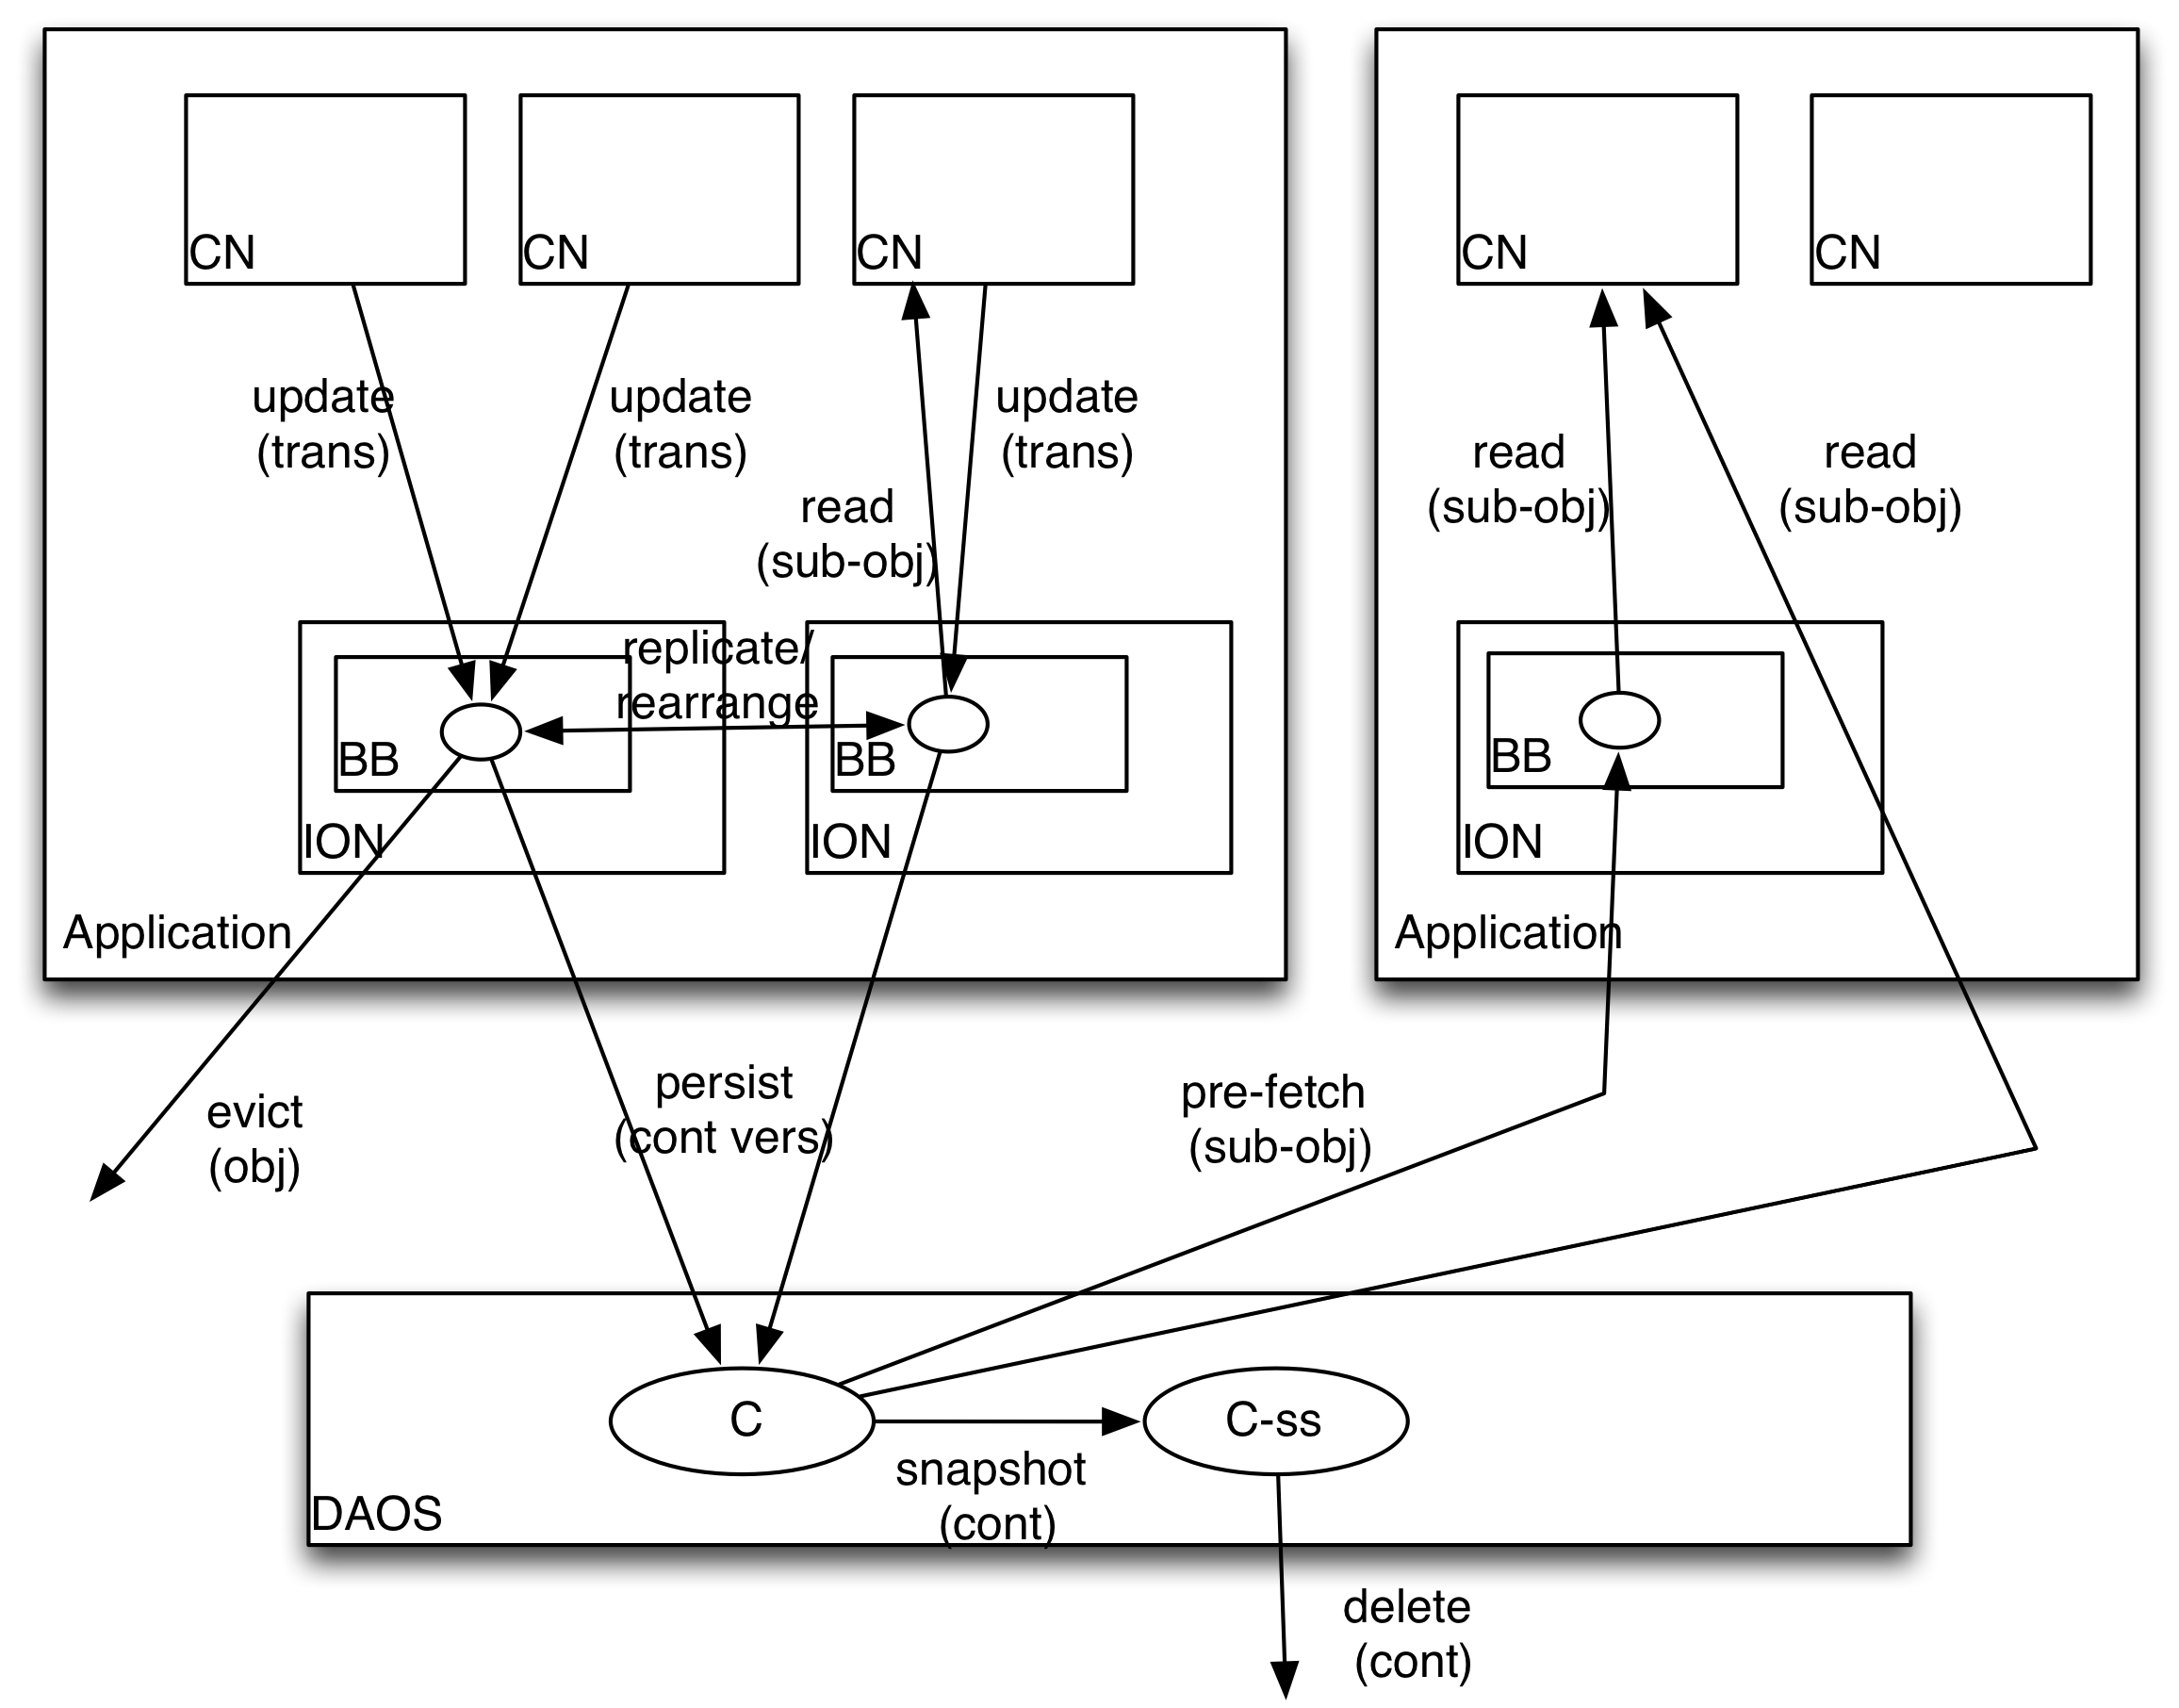 CN
CN
CN
CN
CN
update
(trans)
update
(trans)
update
(trans)
read
(sub-obj)
read
(sub-obj)
read
(sub-obj)
replicate/
rearrange
BB
BB
BB
ION
ION
ION
Application
Application
evict
(obj)
persist
(cont vers)
pre-fetch
(sub-obj)
C
C-ss
snapshot
(cont)
DAOS
delete
(cont)